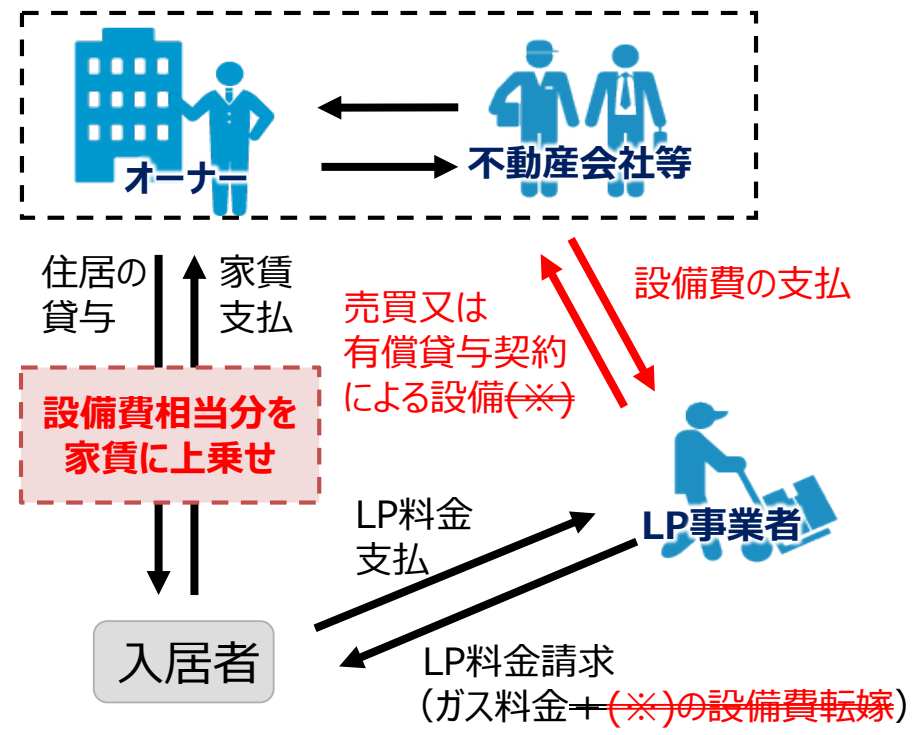 オーナー
不動産会社等
住居の
貸与
家賃
支払
売買又は
有償貸与契約
による設備(※)
設備費の支払
設備費相当分を
家賃に上乗せ
LP料金
支払
LP事業者
入居者
LP料金請求
（ガス料金＋(※)の設備費転嫁）